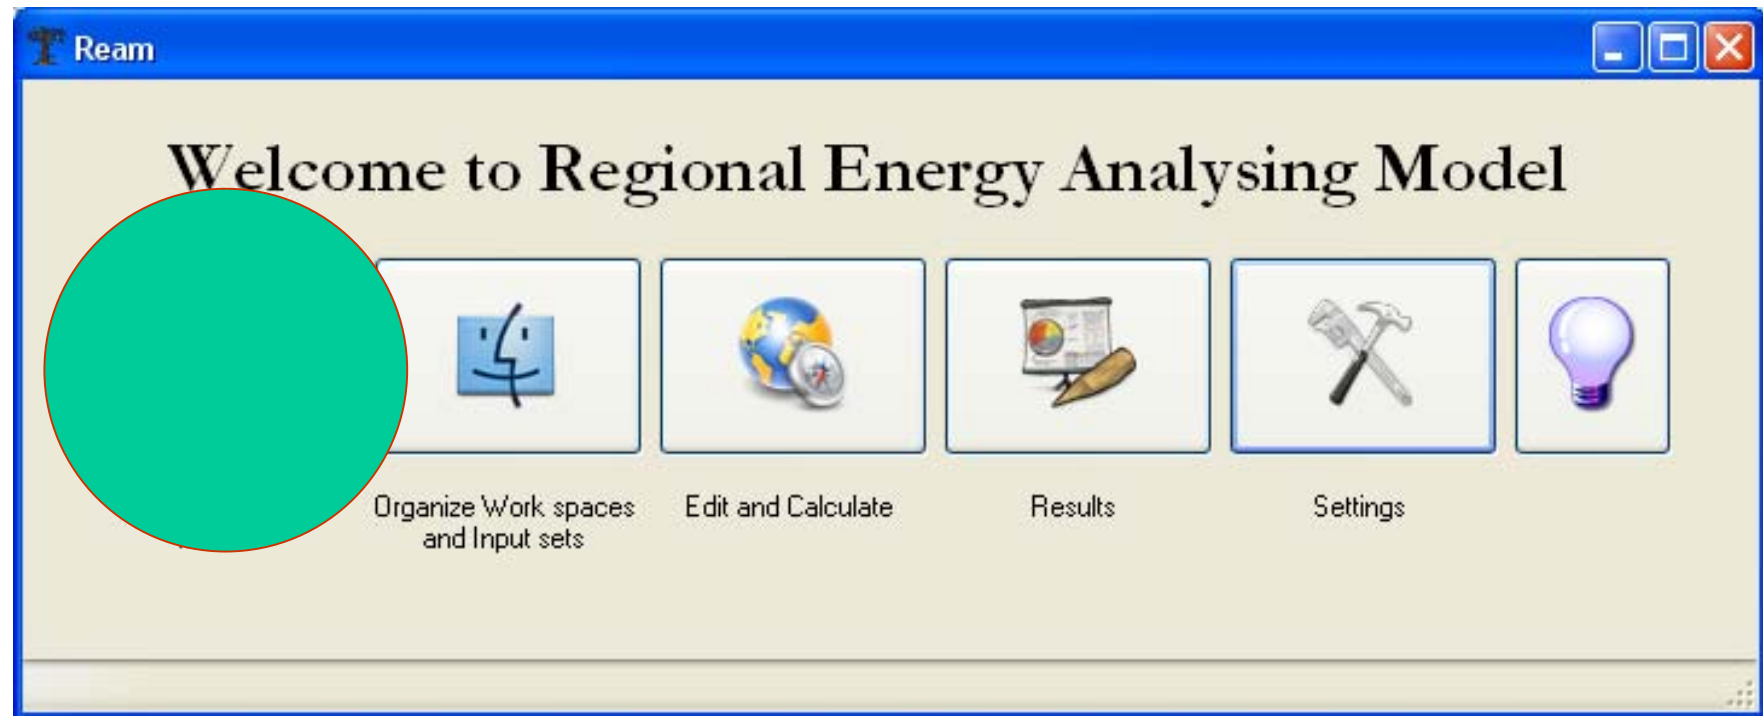 Ream
Welcome to Regional Energy Analysing Model
Organize Work spaces
and Input sets
Edit and Calculate
Results
Settings